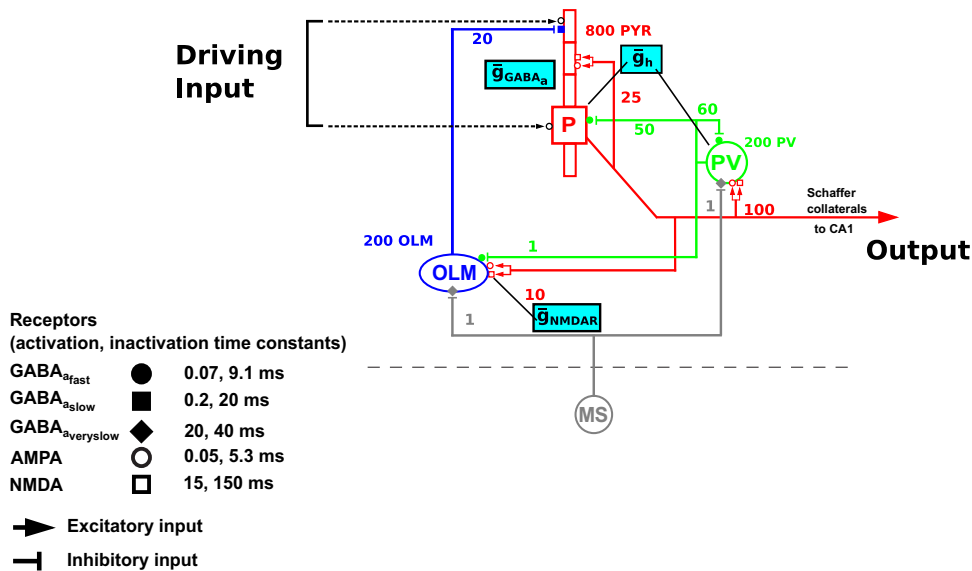 Driving
Input
20
800 PYR
ḡGABAₐ
ḡh
25
P
60
50
200 PV
PV
1
100
Schaffer
collaterals
to CA1
Output
200 OLM
1
OLM
10
ḡNMDAR
1
MS
Receptors
(activation, inactivation time constants)
GABAafast 0.07, 9.1 ms
GABAaslow 0.2, 20 ms
GABAaveryslow 20, 40 ms
AMPA 0.05, 5.3 ms
NMDA 15, 150 ms
Excitatory input
Inhibitory input